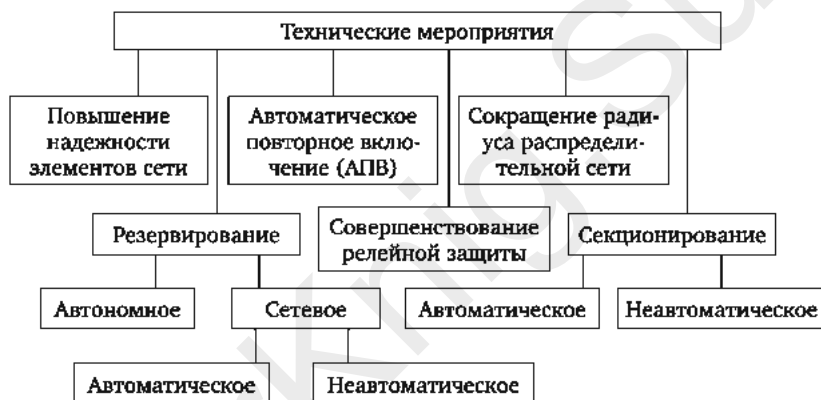 Технические мероприятия
Повышение
надежности
элементов сети
Автоматическое
повторное вклю-
чение (АПВ)
Сокращение ради-
уса распредели-
тельной сети
Резервирование
Совершенствование
релейной защиты
Секционирование
Автономное
Сетевое
Автоматическое
Неавтоматическое
Автоматическое
Неавтоматическое